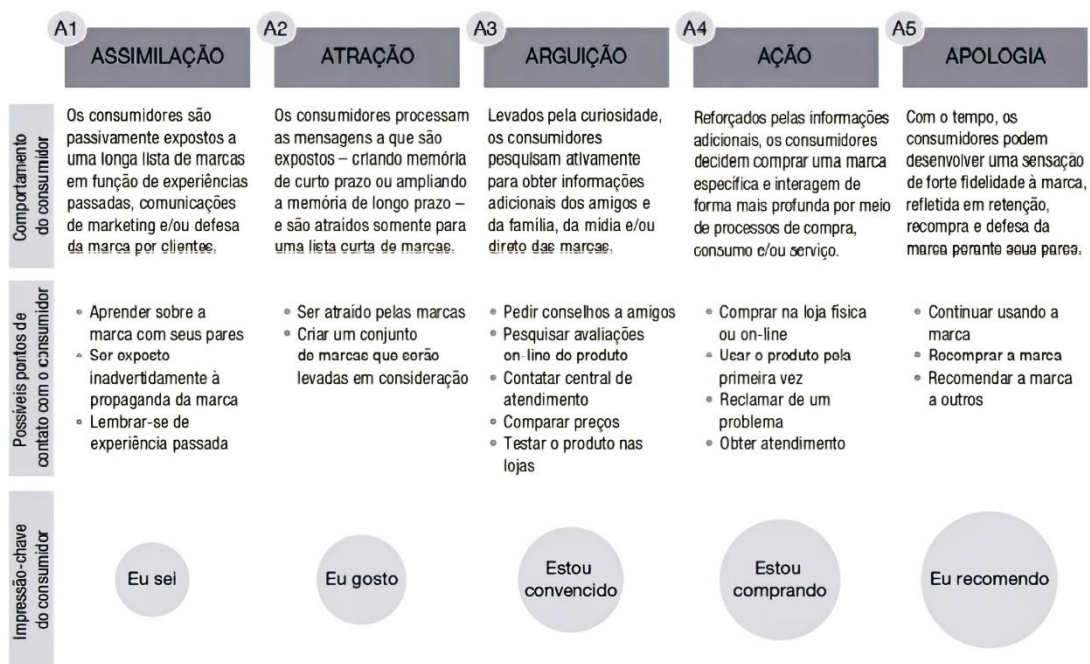 A1
ASSIMILAÇÃO
A2
ATRAÇÃO
A3
ARGUIÇÃO
A4
AÇÃO
A5
APOLOGIA
Comportamento
do consumidor
Os consumidores são
passivamente expostos a
uma longa lista de marcas
em função de experiências
passadas, comunicações
de marketing e/ou defesa
da marca por clientes.
Os consumidores processam
as mensagens a que são
expostos – criando memória
de curto prazo ou ampliando
a memória de longo prazo –
e são atraídos somente para
uma lista curta de marcas.
Levados pela curiosidade,
os consumidores
pesquisam ativamente
para obter informações
adicionais dos amigos e
da família, da mídia e/ou
direto das marcas.
Reforçados pelas informações
adicionais, os consumidores
decidem comprar uma marca
específica e interagem de
forma mais profunda por meio
de processos de compra,
consumo e/ou serviço.
Com o tempo, os
consumidores podem
desenvolver uma sensação
de forte fidelidade à marca,
refletida em retenção,
recompra e defesa da
marca perante seus pares.
Possíveis pontos de
contato com o consumidor
• Aprender sobre a
marca com seus pares
• Ser exposto
inadvertidamente à
propaganda da marca
• Lembrar-se de
experiência passada
• Ser atraído pelas marcas
• Criar um conjunto
de marcas que serão
levadas em consideração
• Pedir conselhos a amigos
• Pesquisar avaliações
on-line do produto
• Contatar central de
atendimento
• Comparar preços
• Testar o produto nas
lojas
• Comprar na loja física
ou on-line
• Usar o produto pela
primeira vez
• Reclamar de um
problema
• Obter atendimento
• Continuar usando a
marca
• Recomprar a marca
• Recomendar a marca
a outros
Impressão-chave
do consumidor
Eu sei
Eu gosto
Estou
convencido
Estou
comprando
Eu recomendo